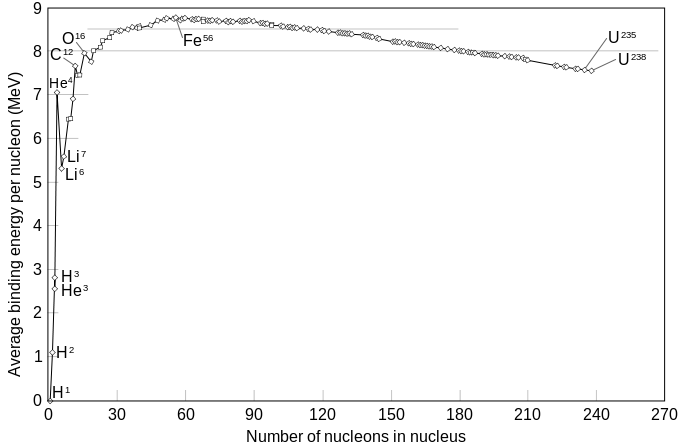 9
O¹⁶
U²³⁵
Fe⁵⁶
8
C¹²
U²³⁸
He⁴
7
6
Li⁷
Li⁶
5
4
3
H³
He³
2
H²
1
H¹
0
Average binding energy per nucleon (MeV)
0 30 60 90 120 150 180 210 240 270
Number of nucleons in nucleus